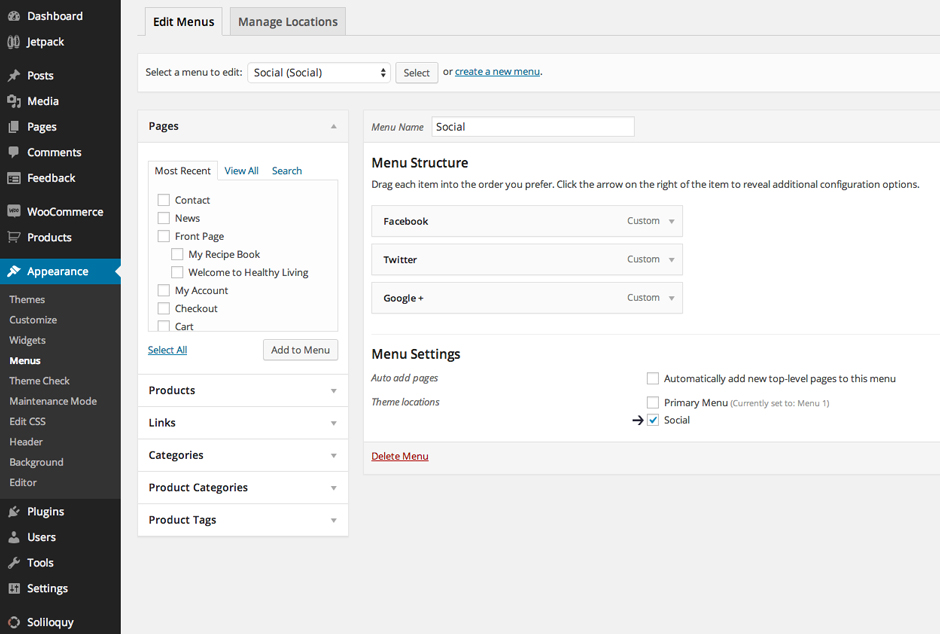 Dashboard
Jetpack
Posts
Media
Pages
Comments
Feedback
WooCommerce
Products
Appearance
Themes
Customize
Widgets
Menus
Theme Check
Maintenance Mode
Edit CSS
Header
Background
Editor
Plugins
Users
Tools
Settings
Soliloquy
Edit Menus
Manage Locations
Select a menu to edit: Social (Social) Select or create a new menu.
Pages
Most Recent View All Search
Contact
News
Front Page
My Recipe Book
Welcome to Healthy Living
My Account
Checkout
Cart
Select All Add to Menu
Products
Links
Categories
Product Categories
Product Tags
Menu Name Social
Menu Structure
Drag each item into the order you prefer. Click the arrow on the right of the item to reveal additional configuration options.
Facebook Custom
Twitter Custom
Google + Custom
Menu Settings
Auto add pages Automatically add new top-level pages to this menu
Theme locations Primary Menu (Currently set to: Menu 1)
Social
Delete Menu